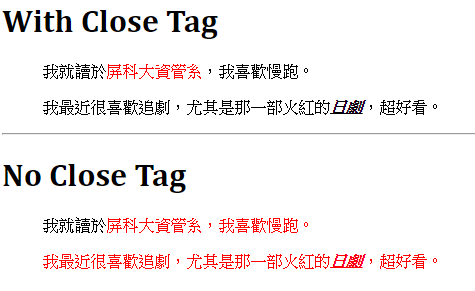 With Close Tag
我就讀於屏科大資管系，我喜歡慢跑。
我最近很喜歡追劇，尤其是那一部火紅的日劇，超好看。
No Close Tag
我就讀於屏科大資管系，我喜歡慢跑。
我最近很喜歡追劇，尤其是那一部火紅的日劇，超好看。